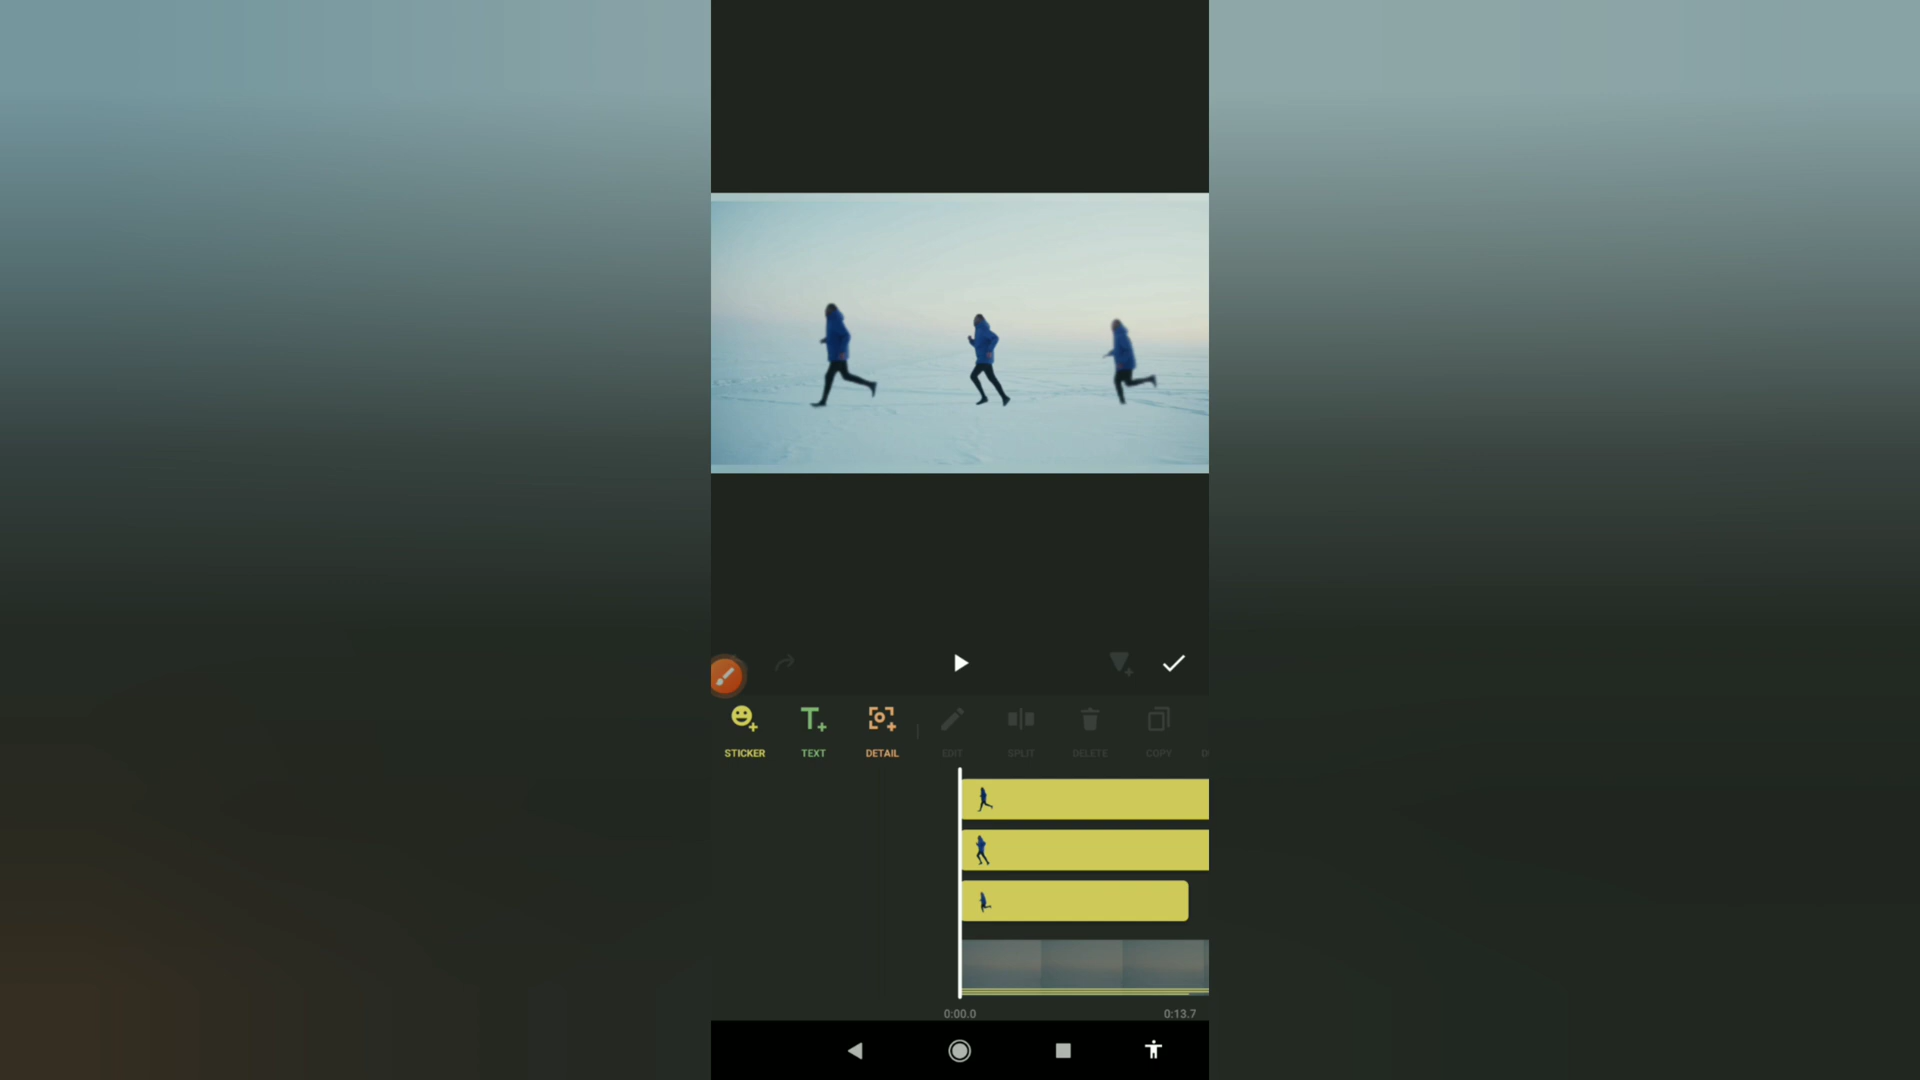 STICKER TEXT DETAIL EDIT SPLIT DELETE COPY
0:00.0 0:13.7